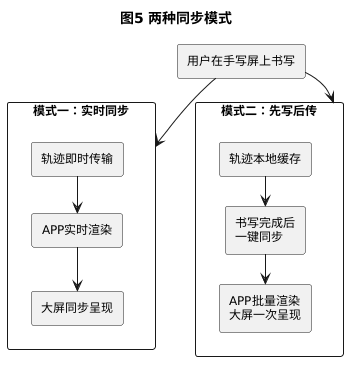 图5 两种同步模式
用户在手写屏上书写
模式一：实时同步
轨迹即时传输
APP实时渲染
大屏同步呈现
模式二：先写后传
轨迹本地缓存
书写完成后
一键同步
APP批量渲染
大屏一次呈现